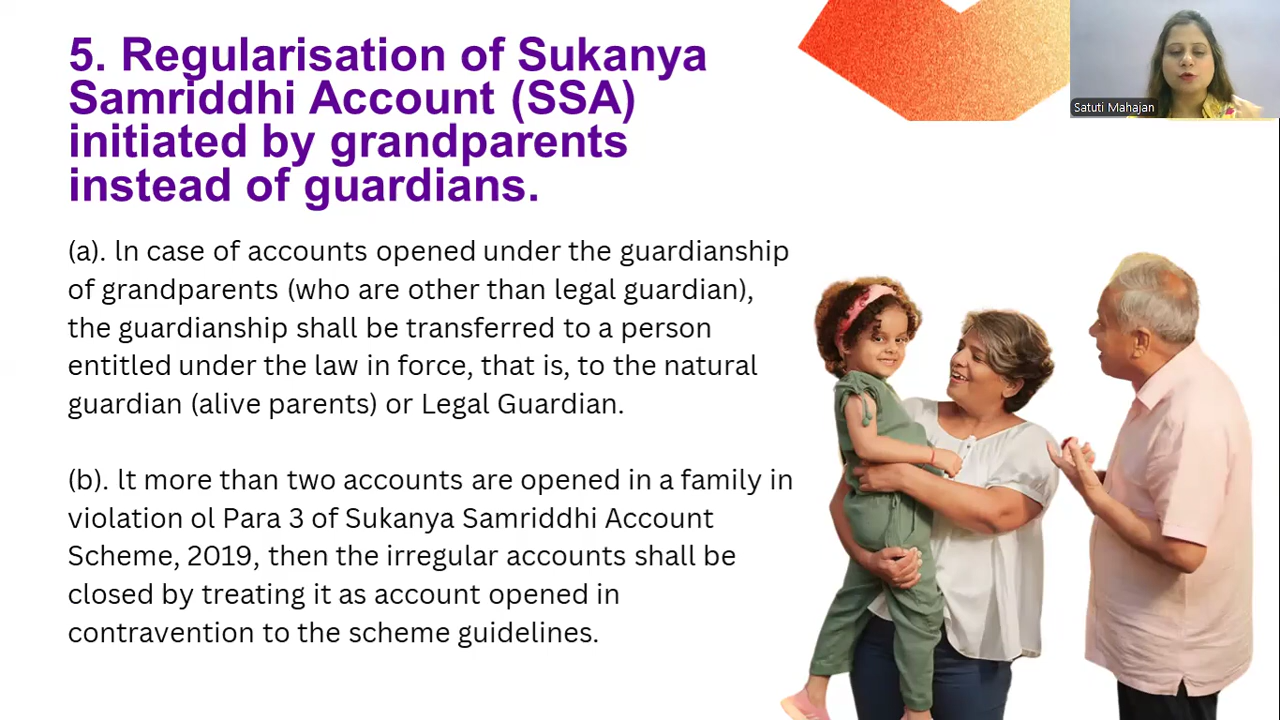 5. Regularisation of Sukanya
Samriddhi Account (SSA)
initiated by grandparents
instead of guardians.
Satuti Mahajan
(a). ln case of accounts opened under the guardianship
of grandparents (who are other than legal guardian),
the guardianship shall be transferred to a person
entitled under the law in force, that is, to the natural
guardian (alive parents) or Legal Guardian.
(b). lt more than two accounts are opened in a family in
violation ol Para 3 of Sukanya Samriddhi Account
Scheme, 2019, then the irregular accounts shall be
closed by treating it as account opened in
contravention to the scheme guidelines.